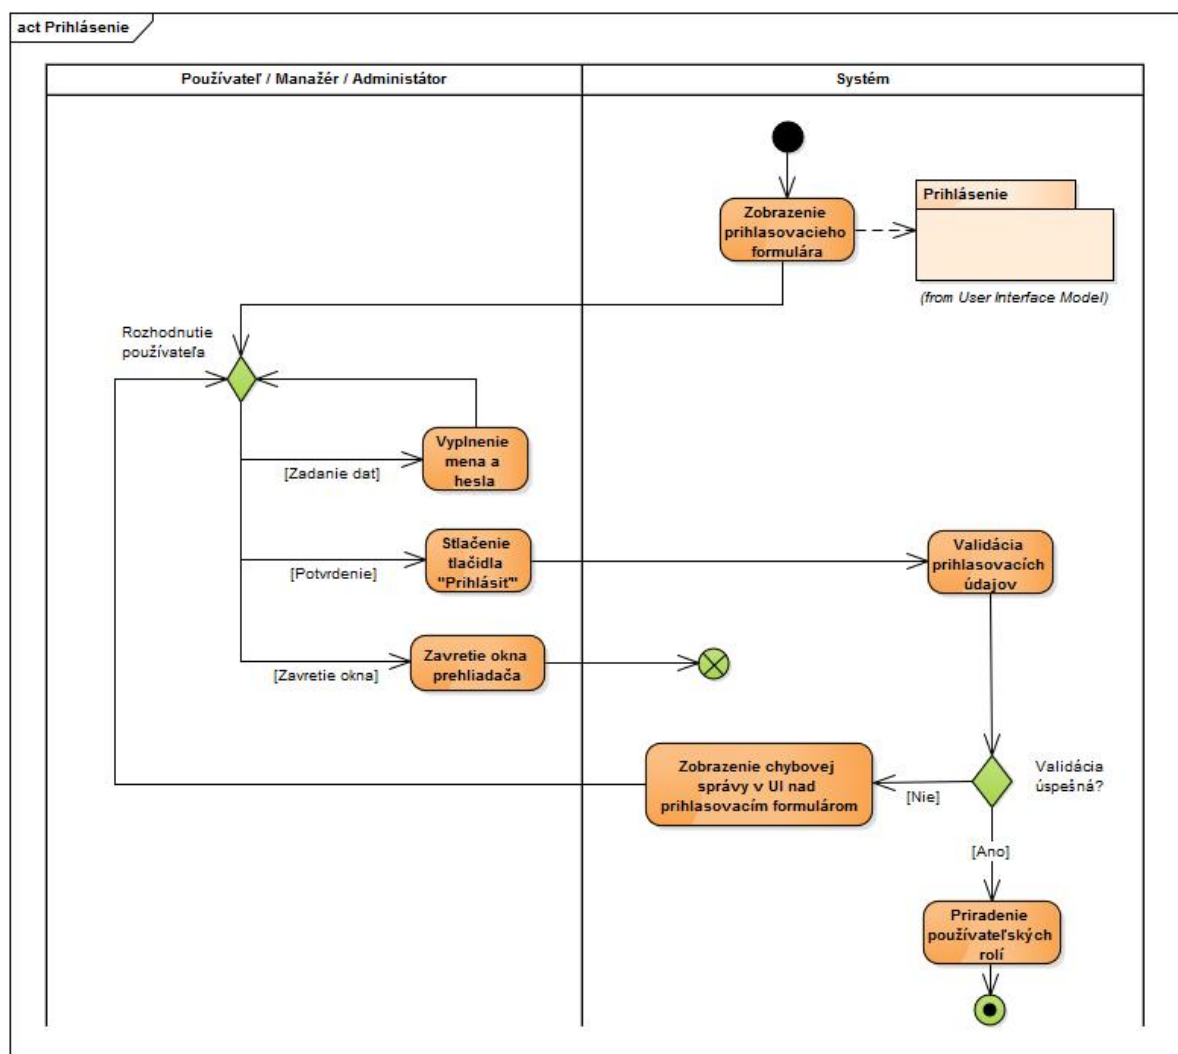 act Prihlásenie
Používateľ / Manažér / Administátor
Systém
Zobrazenie
prihlasovacieho
formulára
Prihlásenie
(from User Interface Model)
Rozhodnutie
používateľa
Vyplnenie
mena a
hesla
[Zadanie dat]
Stlačenie
tlačidla
"Prihlásiť"
[Potvrdenie]
Validácia
prihlasovacích
údajov
Zavretie okna
prehliadača
[Zavretie okna]
Zobrazenie chybovej
správy v UI nad
prihlasovacím formulárom
[Nie]
Validácia
úspešná?
[Ano]
Priradenie
používateľských
rolí